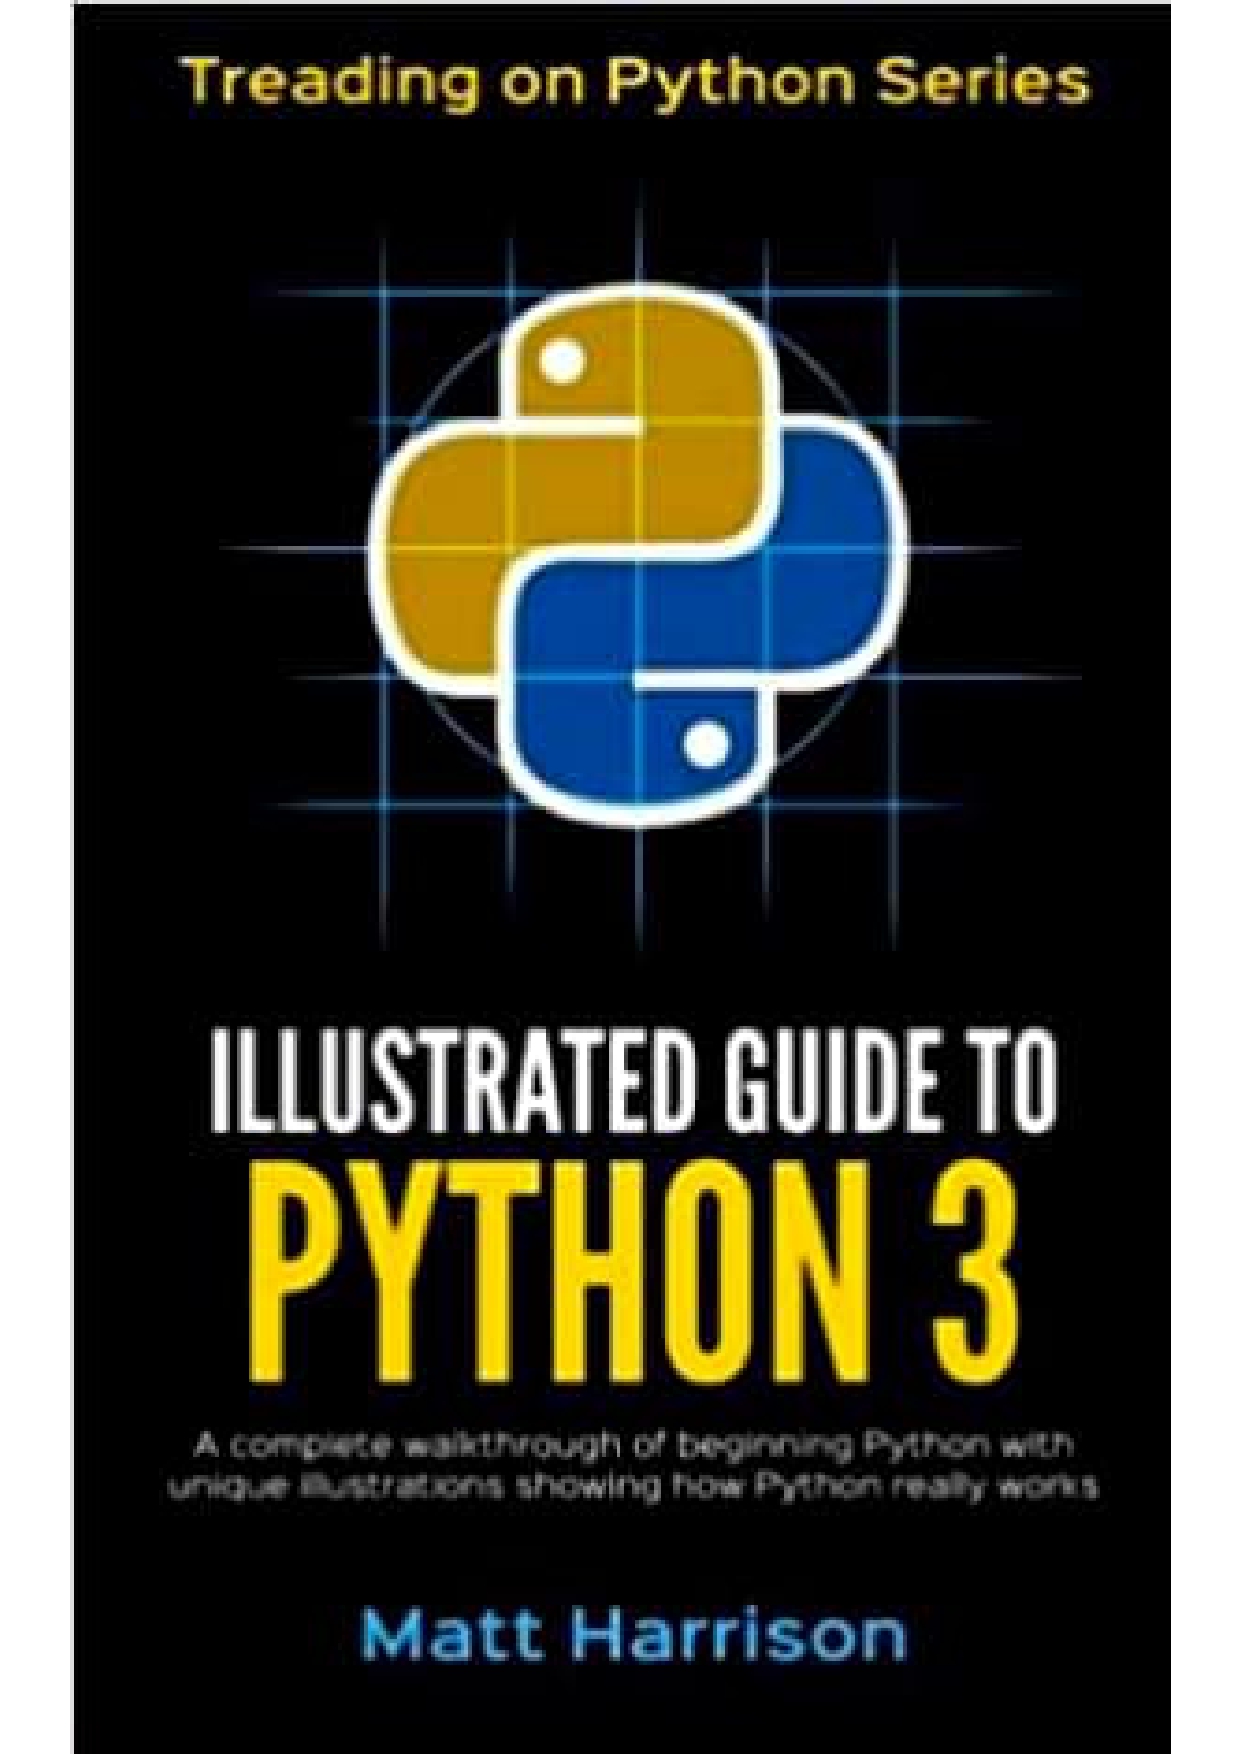 Treading on Python Series
ILLUSTRATED GUIDE TO
PYTHON 3
A complete walkthrough of beginning Python with
unique illustrations showing how Python really works
Matt Harrison